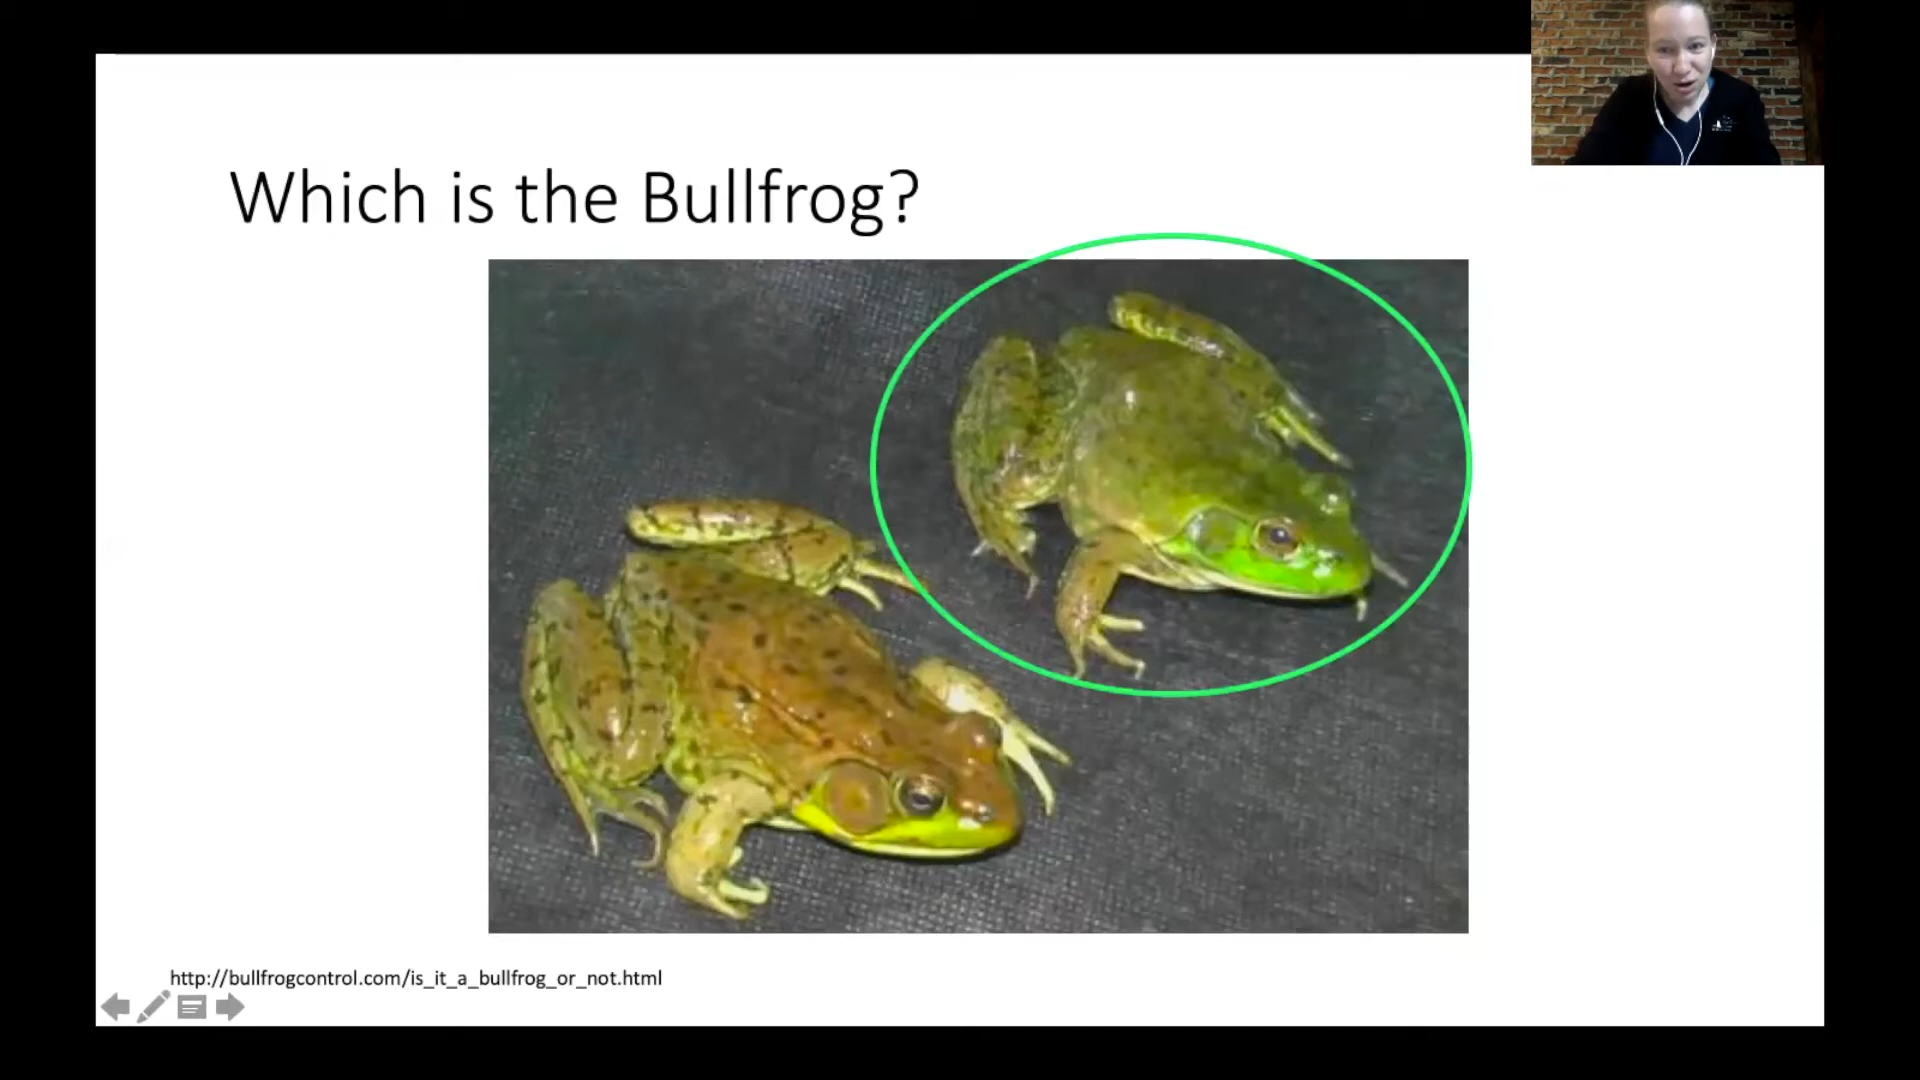 Which is the Bullfrog?
http://bullfrogcontrol.com/is_it_a_bullfrog_or_not.html